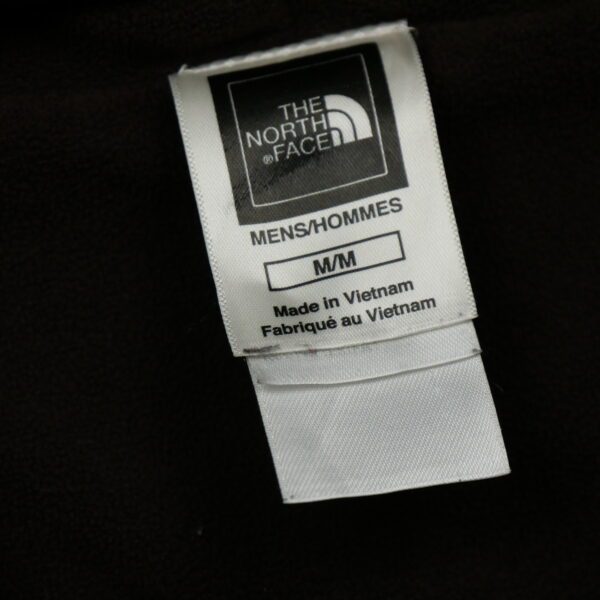 THE
NORTH
®FACE
MENS/HOMMES
M/M
Made in Vietnam
Fabriqué au Vietnam